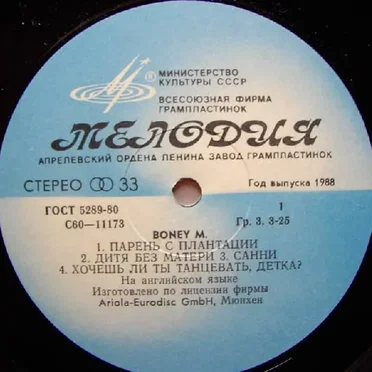 ® МИНИСТЕРСТВО
КУЛЬТУРЫ СССР
ВСЕСОЮЗНАЯ ФИРМА
ГРАМПЛАСТИНОК
МЕЛОДИЯ
АПРЕЛЕВСКИЙ ОРДЕНА ЛЕНИНА ЗАВОД ГРАМПЛАСТИНОК
СТЕРЕО 33
Год выпуска 1988
ГОСТ 5289-80 1 Гр. 3. 3-25
С60—11173
BONEY M.
1. ПАРЕНЬ С ПЛАНТАЦИИ
2. ДИТЯ БЕЗ МАТЕРИ 3. САННИ
4. ХОЧЕШЬ ЛИ ТЫ ТАНЦЕВАТЬ, ДЕТКА?
На английском языке
Изготовлено по лицензии фирмы
Ariola-Eurodisc GmbH, Мюнхен